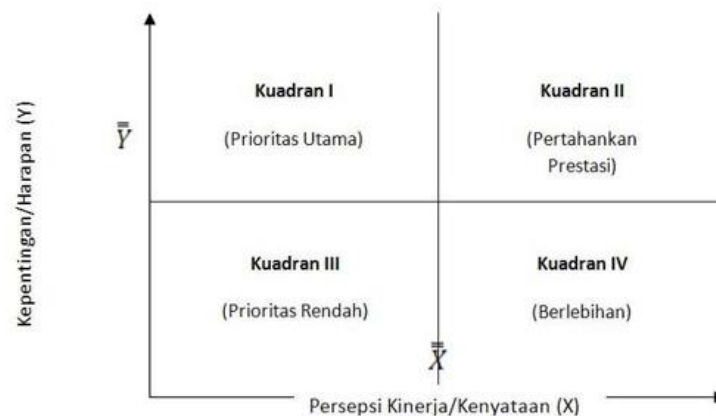 Kuadran I
(Prioritas Utama)
Kuadran II
(Pertahankan
Prestasi)
Kepentingan/Harapan (Y)
Y̿
Kuadran III
(Prioritas Rendah)
Kuadran IV
(Berlebihan)
X̿
Persepsi Kinerja/Kenyataan (X)